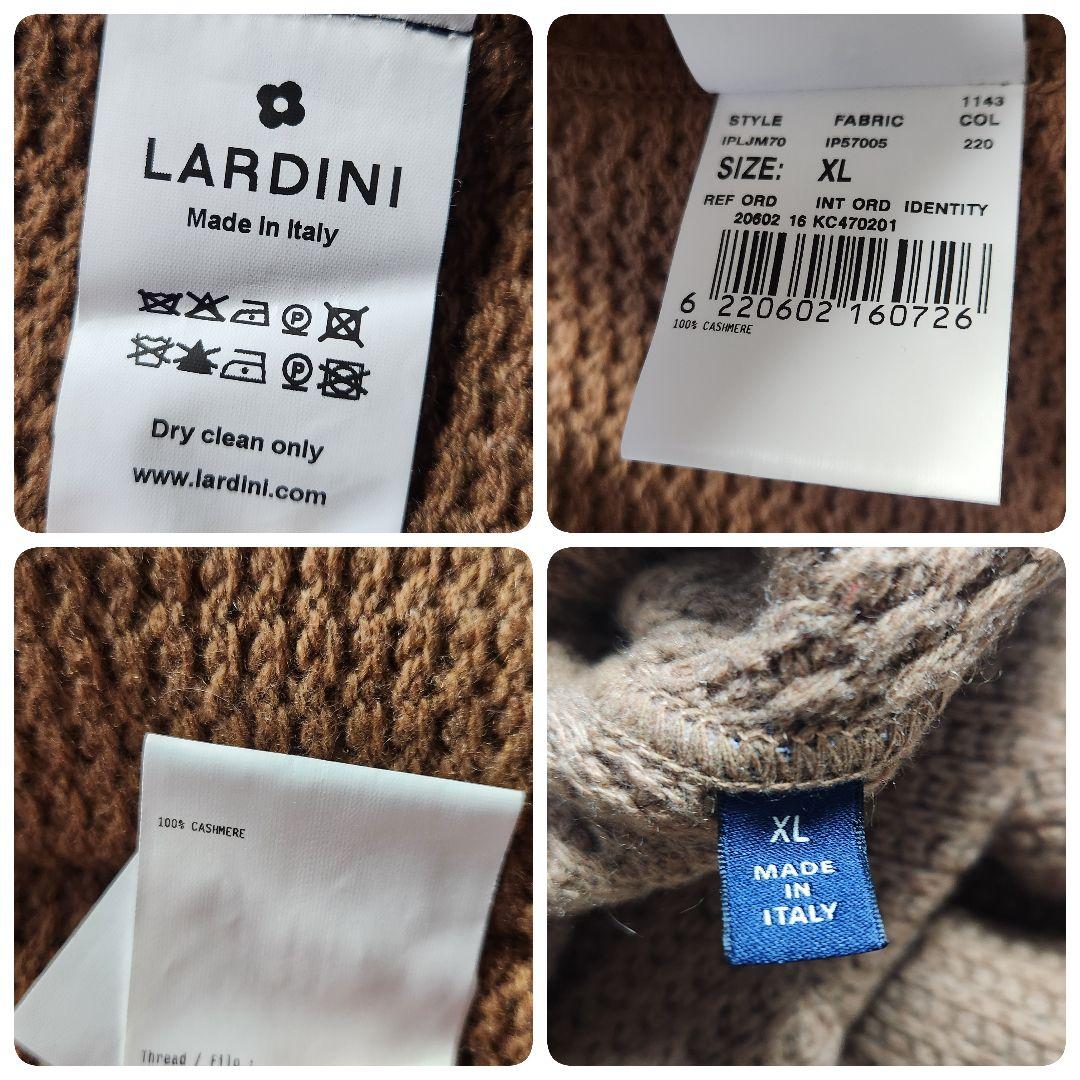 LARDINI
Made In Italy
P
P
Dry clean only
www.lardini.com
1143
STYLE FABRIC COL
IPLJM70 IP57005 220
SIZE: XL
REF ORD INT ORD IDENTITY
20602 16 KC470201
6 220602 160726
100% CASHMERE
100% CASHMERE
Thread / Filo :
XL
MADE
IN
ITALY